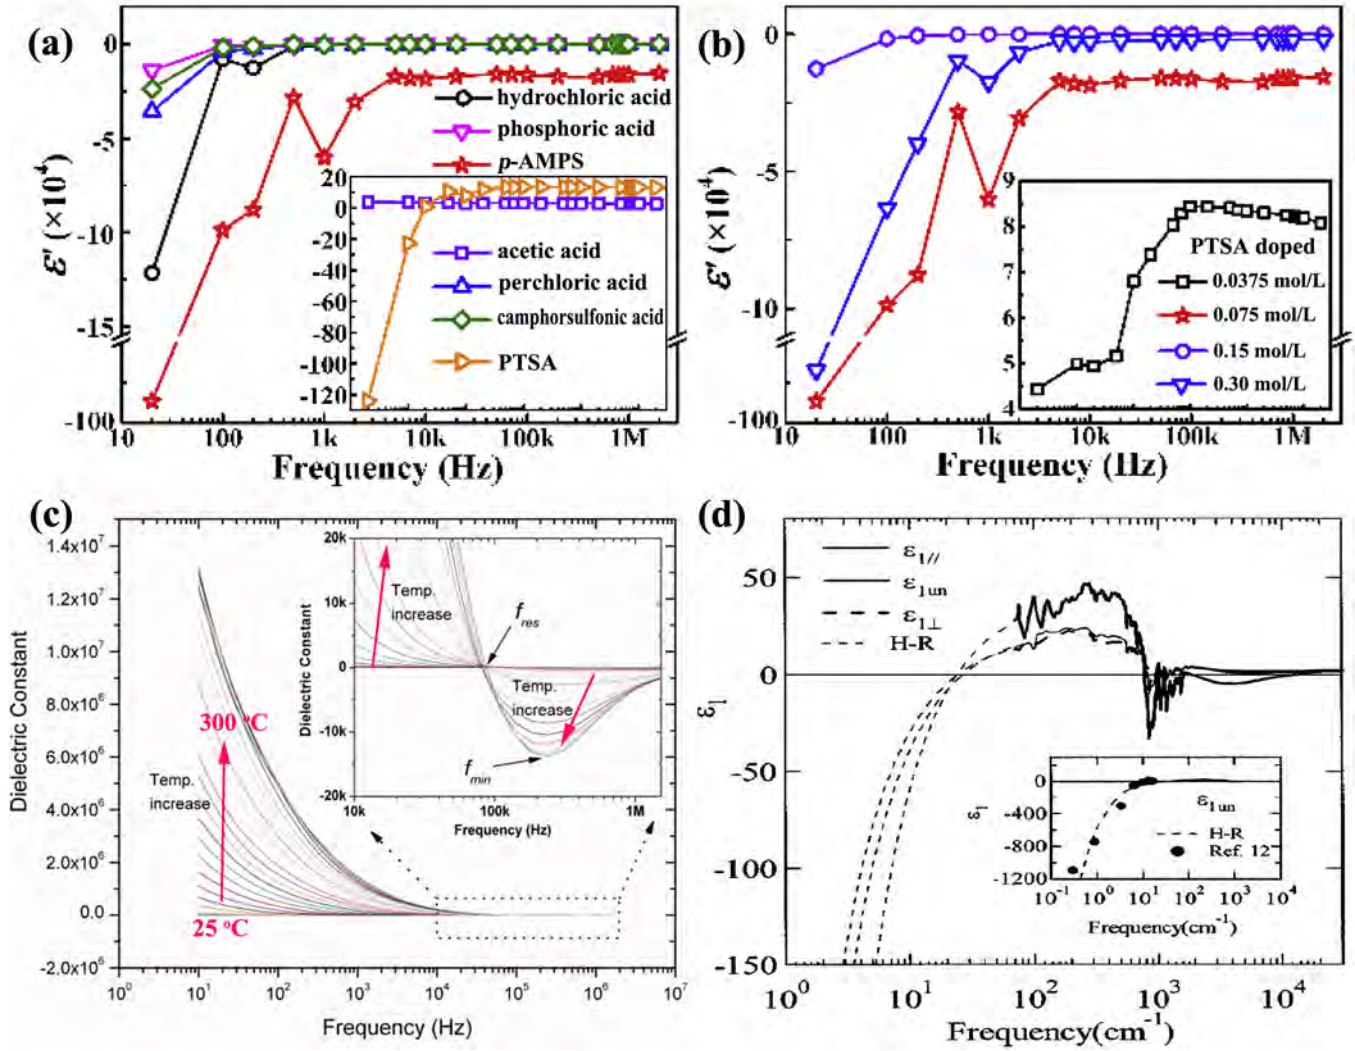 (a)
0
-5
-10
-15
-100
ε′ (×10⁴)
hydrochloric acid
phosphoric acid
p-AMPS
20
10
0
-10
-20
-40
-60
-80
-100
-120
acetic acid
perchloric acid
camphorsulfonic acid
PTSA
10
100
1k
10k
100k
1M
Frequency (Hz)
(b)
0
-5
-10
-100
ε′ (×10⁴)
9
8
7
6
5
4
PTSA doped
0.0375 mol/L
0.075 mol/L
0.15 mol/L
0.30 mol/L
10
100
1k
10k
100k
1M
Frequency (Hz)
(c)
1.4x10⁷
1.2x10⁷
1.0x10⁷
8.0x10⁶
6.0x10⁶
4.0x10⁶
2.0x10⁶
0.0
-2.0x10⁶
Dielectric Constant
300 °C
Temp.
increase
25 °C
20k
10k
0
-10k
-20k
Dielectric Constant
Temp.
increase
f_res
Temp.
increase
f_min
10k
100k
1M
Frequency (Hz)
10⁰
10¹
10²
10³
10⁴
10⁵
10⁶
10⁷
Frequency (Hz)
(d)
50
0
-50
-100
-150
ε₁
ε₁//
ε₁un
ε₁⊥
H-R
0
-400
-800
-1200
ε₁
ε₁un
H-R
Ref. 12
10⁻¹
10⁰
10¹
10²
10³
10⁴
Frequency(cm⁻¹)
10⁰
10¹
10²
10³
10⁴
Frequency(cm⁻¹)